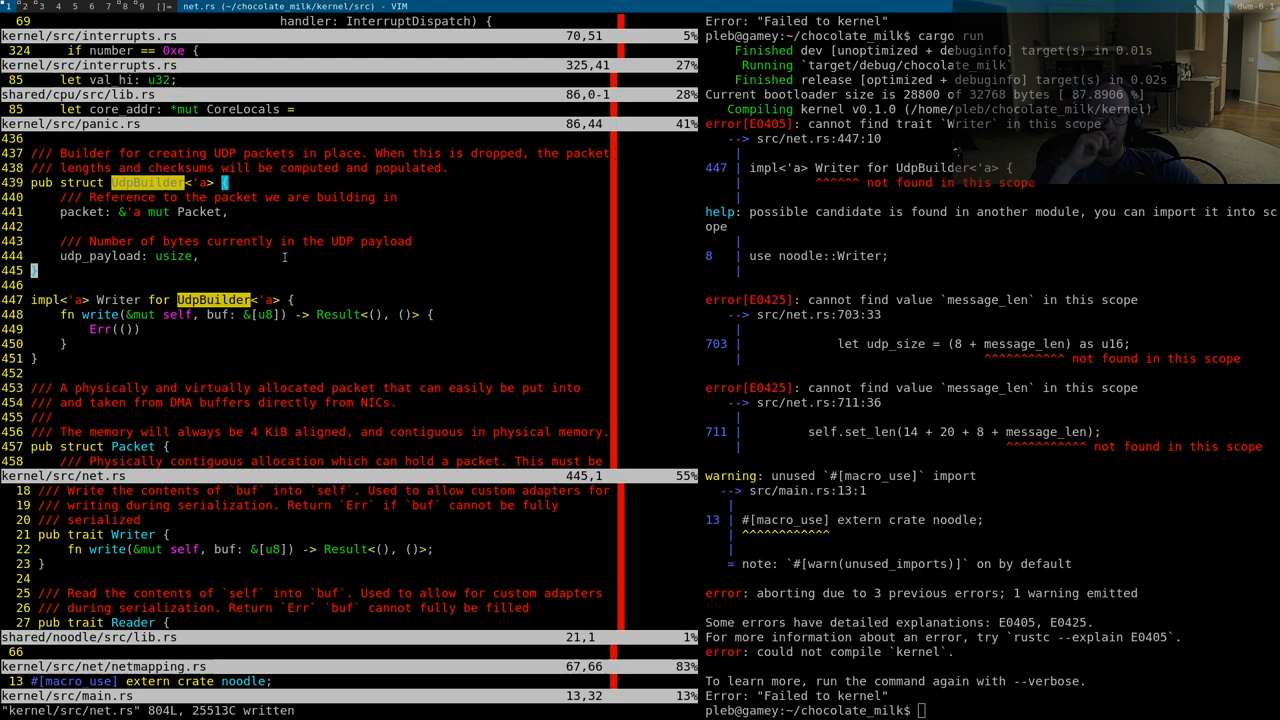 1 2 3 4 5 6 7 8 9 []= net.rs (~/chocolate_milk/kernel/src) - VIM
dwm-6.1
69                                 handler: InterruptDispatch) {
kernel/src/interrupts.rs 70,51 5%
324     if number == 0xe {
kernel/src/interrupts.rs 325,41 27%
85     let val_hi: u32;
shared/cpu/src/lib.rs 86,0-1 28%
85     let core_addr: *mut CoreLocals =
kernel/src/panic.rs 86,44 41%
436
437 /// Builder for creating UDP packets in place. When this is dropped, the packet
438 /// lengths and checksums will be computed and populated.
439 pub struct UdpBuilder<'a> {
440     /// Reference to the packet we are building in
441     packet: &'a mut Packet,
442
443     /// Number of bytes currently in the UDP payload
444     udp_payload: usize,
445 }
446
447 impl<'a> Writer for UdpBuilder<'a> {
448     fn write(&mut self, buf: &[u8]) -> Result<(), ()> {
449         Err(())
450     }
451 }
452
453 /// A physically and virtually allocated packet that can easily be put into
454 /// and taken from DMA buffers directly from NICs.
455 ///
456 /// The memory will always be 4 KiB aligned, and contiguous in physical memory.
457 pub struct Packet {
458     /// Physically contiguous allocation which can hold a packet. This must be
kernel/src/net.rs 445,1 55%
18 /// Write the contents of `buf` into `self`. Used to allow custom adapters for
19 /// writing during serialization. Return `Err` if `buf` cannot be fully
20 /// serialized
21 pub trait Writer {
22     fn write(&mut self, buf: &[u8]) -> Result<(), ()>;
23 }
24
25 /// Read the contents of `self` into `buf`. Used to allow for custom adapters
26 /// during serialization. Return `Err` `buf` cannot fully be filled
27 pub trait Reader {
shared/noodle/src/lib.rs 21,1 1%
66
kernel/src/net/netmapping.rs 67,66 83%
13 #[macro_use] extern crate noodle;
kernel/src/main.rs 13,32 13%
"kernel/src/net.rs" 804L, 25513C written
Error: "Failed to kernel"
pleb@gamey:~/chocolate_milk$ cargo run
    Finished dev [unoptimized + debuginfo] target(s) in 0.01s
     Running `target/debug/chocolate_milk`
    Finished release [optimized + debuginfo] target(s) in 0.02s
Current bootloader size is 28800 of 32768 bytes [ 87.8906 %]
   Compiling kernel v0.1.0 (/home/pleb/chocolate_milk/kernel)
error[E0405]: cannot find trait `Writer` in this scope
   --> src/net.rs:447:10
    |
447 | impl<'a> Writer for UdpBuilder<'a> {
    |          ^^^^^^ not found in this scope
    |
help: possible candidate is found in another module, you can import it into sc
ope
    |
8   | use noodle::Writer;
    |
error[E0425]: cannot find value `message_len` in this scope
   --> src/net.rs:703:33
    |
703 |             let udp_size = (8 + message_len) as u16;
    |                                 ^^^^^^^^^^^ not found in this scope
error[E0425]: cannot find value `message_len` in this scope
   --> src/net.rs:711:36
    |
711 |         self.set_len(14 + 20 + 8 + message_len);
    |                                    ^^^^^^^^^^^ not found in this scope
warning: unused `#[macro_use]` import
  --> src/main.rs:13:1
   |
13 | #[macro_use] extern crate noodle;
   | ^^^^^^^^^^^^
   |
   = note: `#[warn(unused_imports)]` on by default
error: aborting due to 3 previous errors; 1 warning emitted
Some errors have detailed explanations: E0405, E0425.
For more information about an error, try `rustc --explain E0405`.
error: could not compile `kernel`.
To learn more, run the command again with --verbose.
Error: "Failed to kernel"
pleb@gamey:~/chocolate_milk$